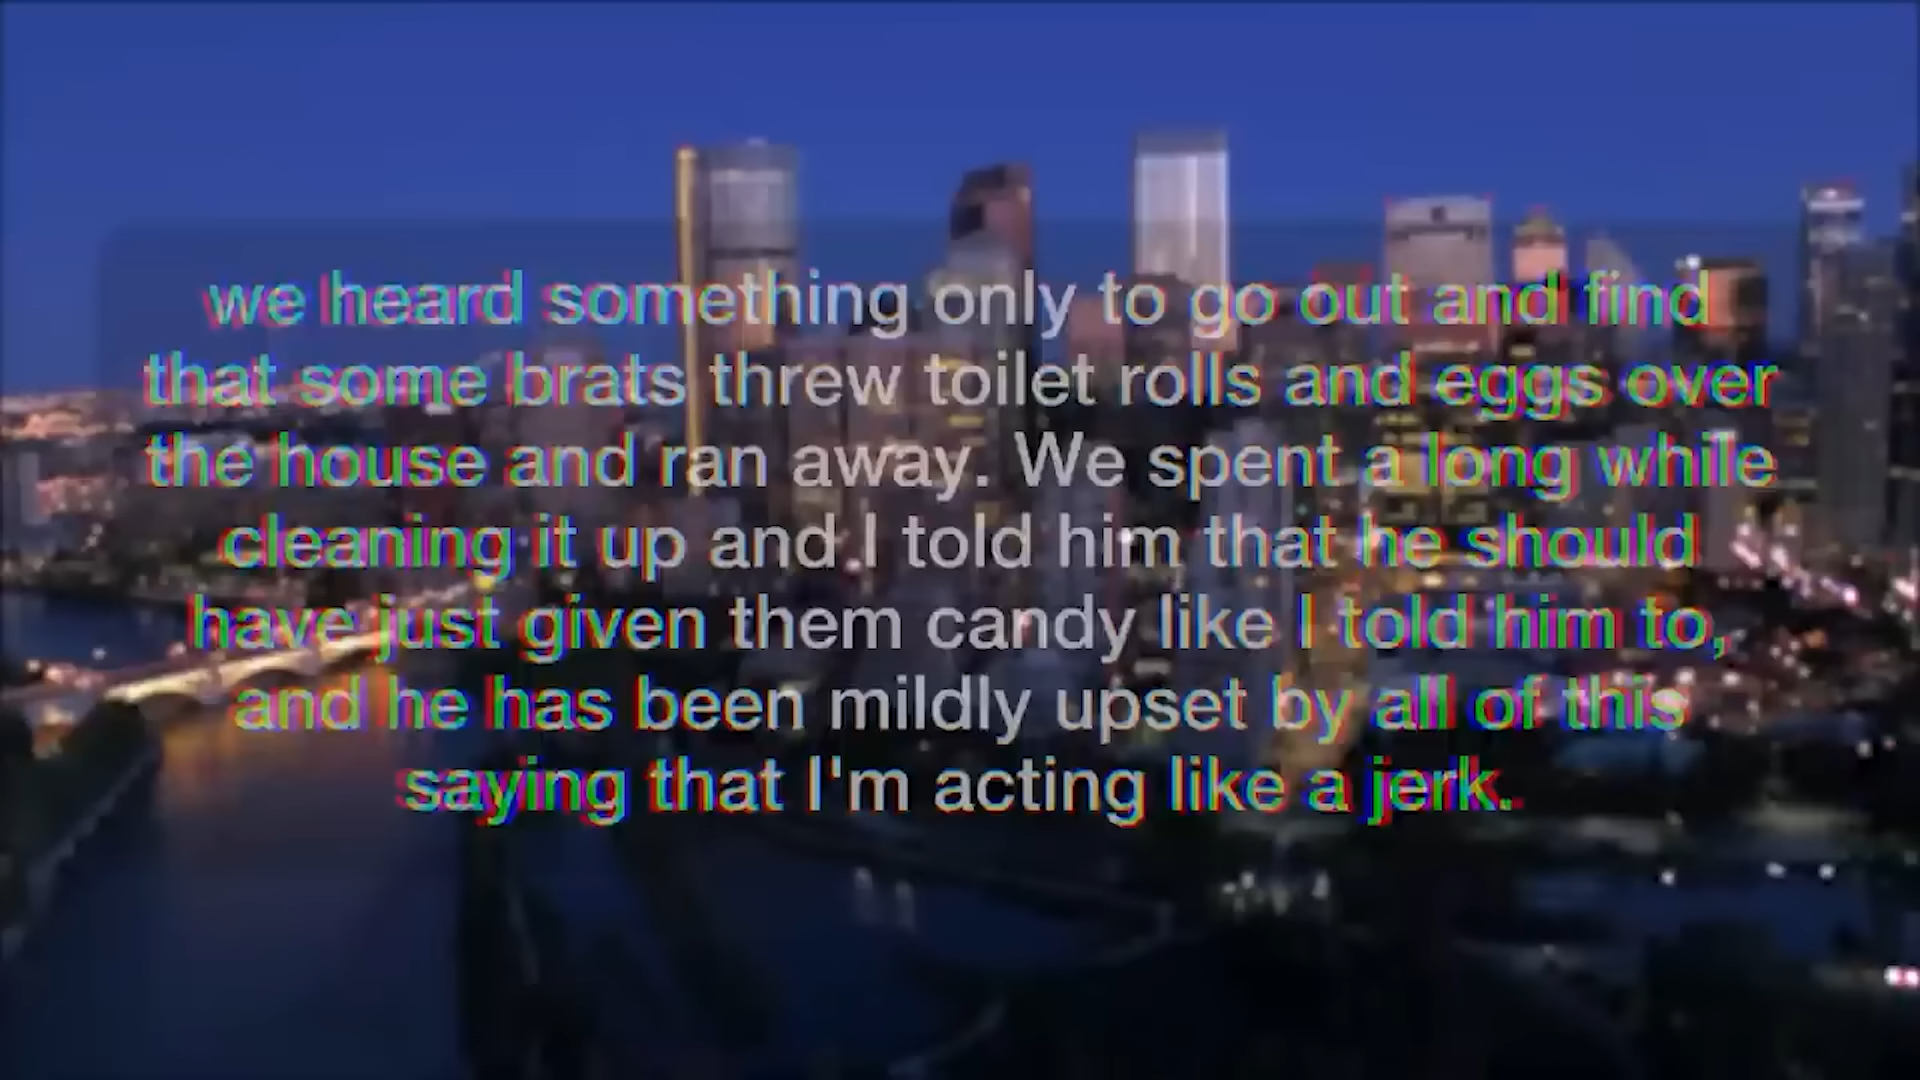 we heard something only to go out and find
that some brats threw toilet rolls and eggs over
the house and ran away. We spent a long while
cleaning it up and I told him that he should
have just given them candy like I told him to,
and he has been mildly upset by all of this
saying that I'm acting like a jerk.